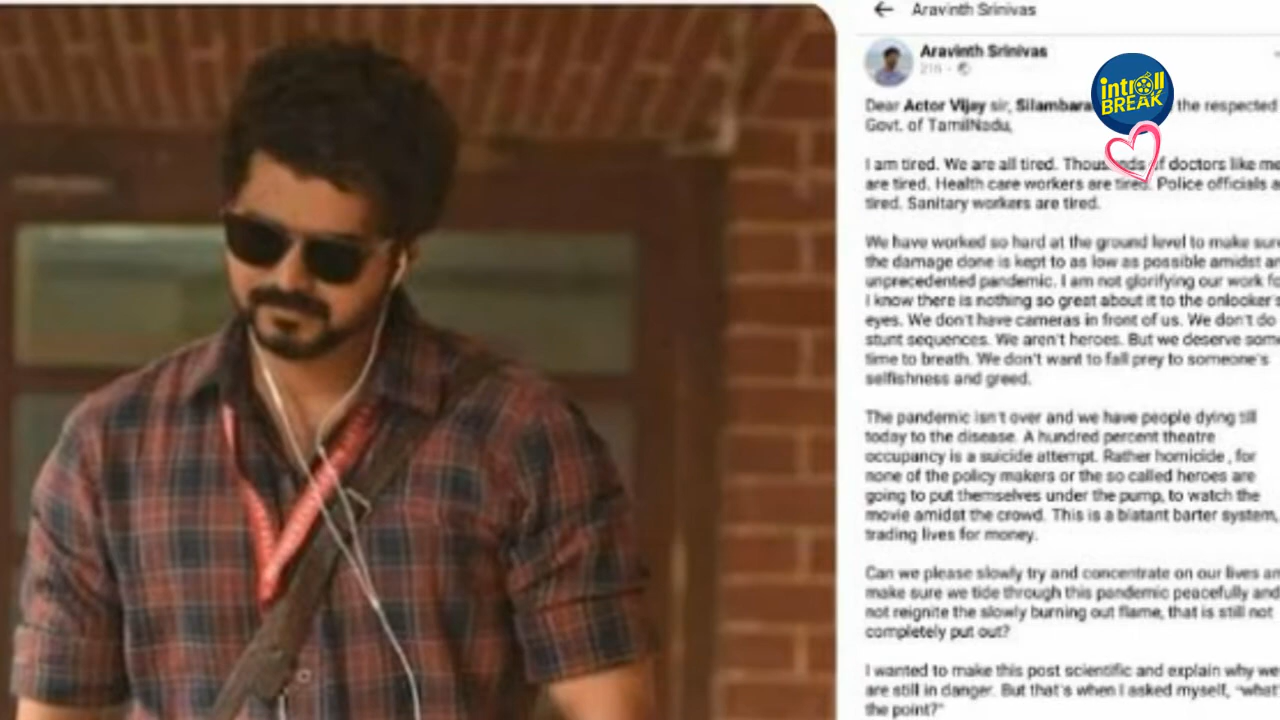 Aravinth Srinivas
Aravinth Srinivas
21h
introll
BREAK
Dear Actor Vijay sir, Silambara the respected
Govt. of TamilNadu,
I am tired. We are all tired. Thousands of doctors like me
are tired. Health care workers are tired. Police officials a
tired. Sanitary workers are tired.
We have worked so hard at the ground level to make sure
the damage done is kept to as low as possible amidst an
unprecedented pandemic. I am not glorifying our work fo
I know there is nothing so great about it to the onlooker's
eyes. We don't have cameras in front of us. We don't do
stunt sequences. We aren't heroes. But we deserve some
time to breath. We don't want to fall prey to someone's
selfishness and greed.
The pandemic isn't over and we have people dying till
today to the disease. A hundred percent theatre
occupancy is a suicide attempt. Rather homicide , for
none of the policy makers or the so called heroes are
going to put themselves under the pump, to watch the
movie amidst the crowd. This is a blatant barter system,
trading lives for money.
Can we please slowly try and concentrate on our lives an
make sure we tide through this pandemic peacefully and
not reignite the slowly burning out flame, that is still not
completely put out?
I wanted to make this post scientific and explain why we
are still in danger. But that's when I asked myself, "what'
the point?"